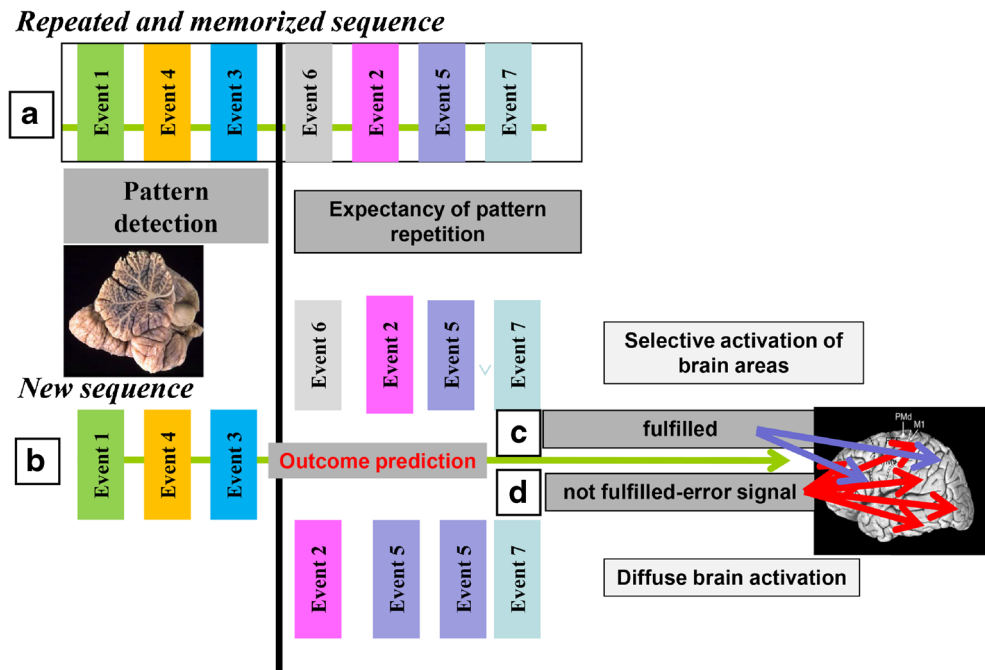 Repeated and memorized sequence
a
Event 1
Event 4
Event 3
Event 6
Event 2
Event 5
Event 7
Pattern
detection
Expectancy of pattern
repetition
Event 6
Event 2
Event 5
Event 7
Selective activation of
brain areas
New sequence
b
Event 1
Event 4
Event 3
Outcome prediction
c
fulfilled
d
not fulfilled-error signal
PMd
M1
Event 2
Event 5
Event 5
Event 7
Diffuse brain activation